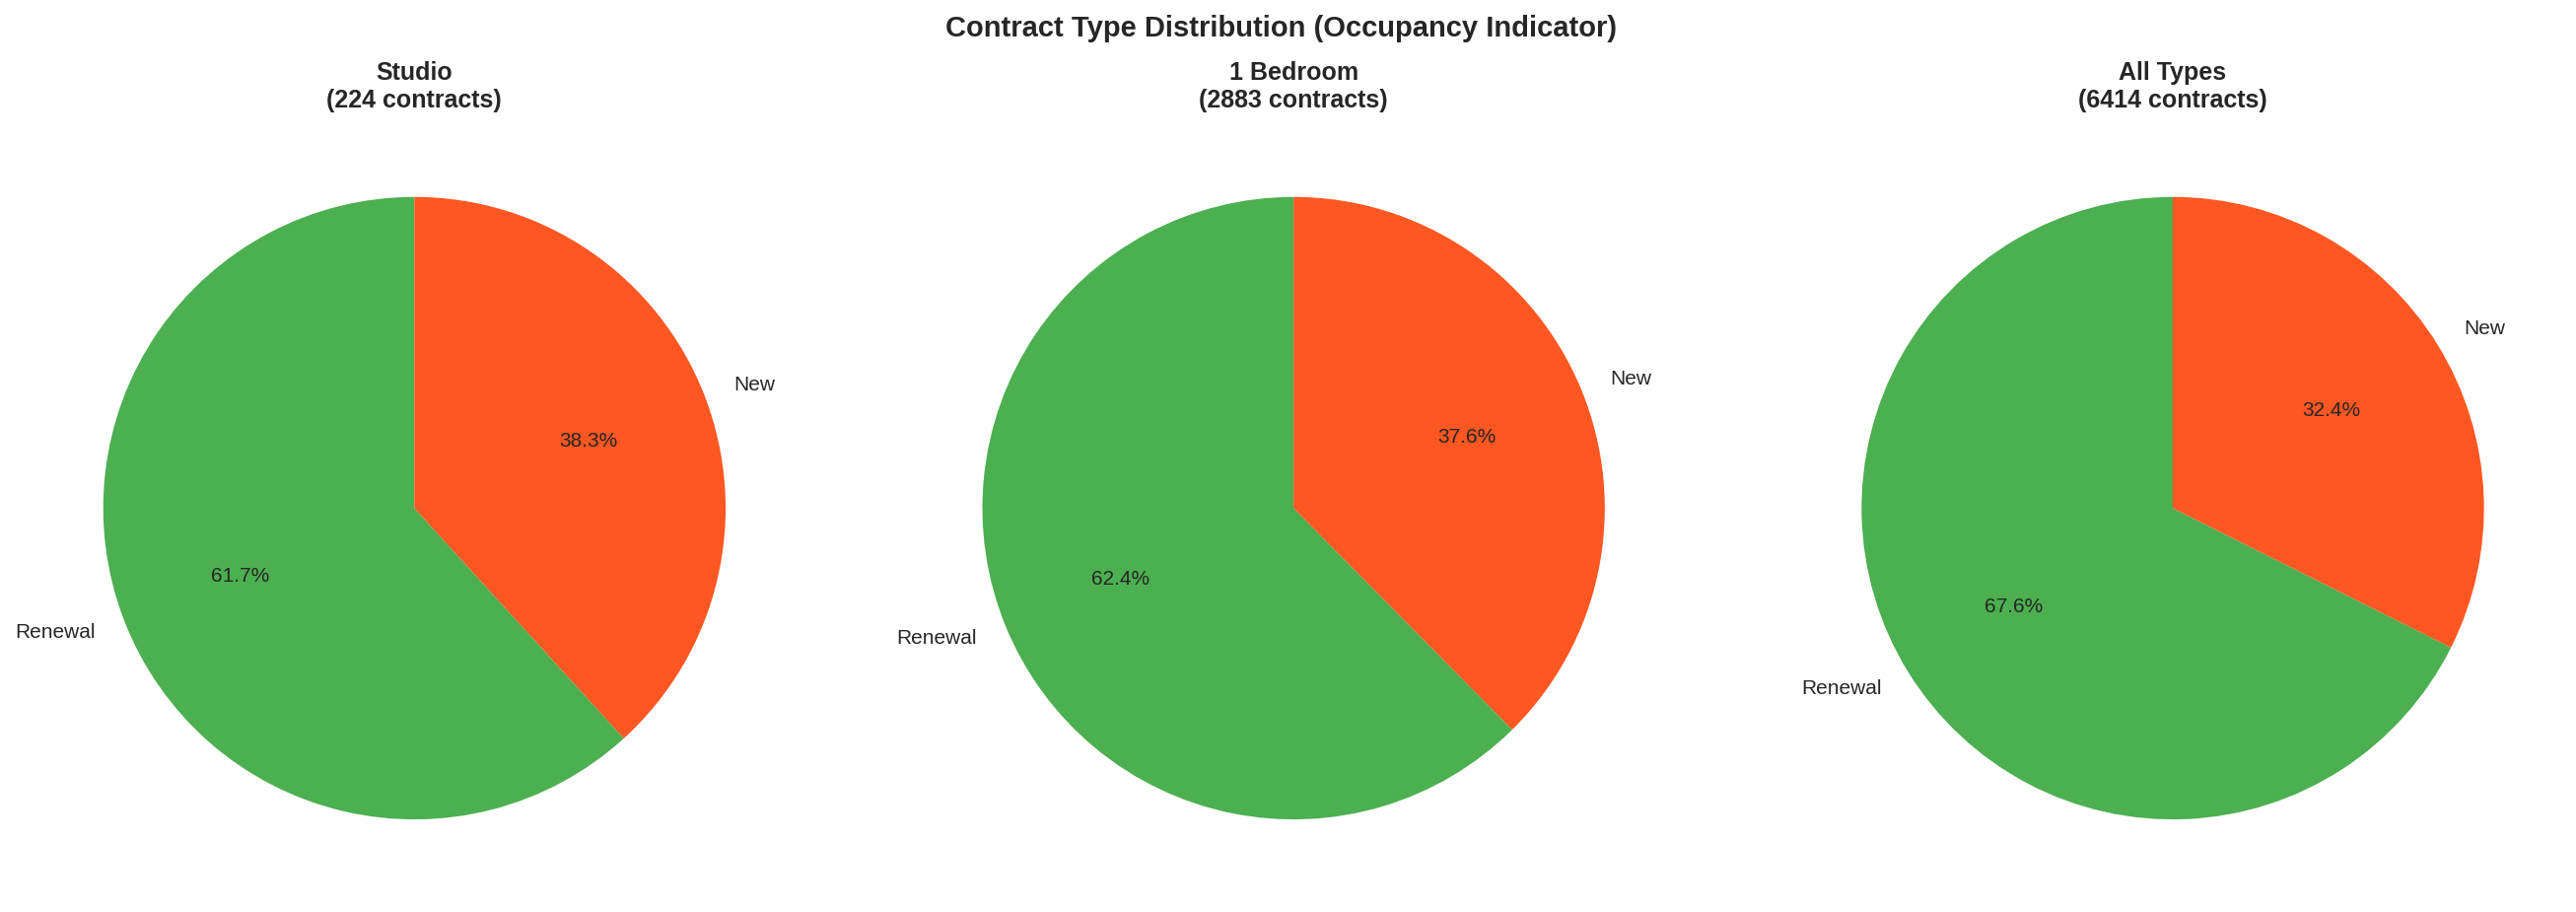 Contract Type Distribution (Occupancy Indicator)
Studio
(224 contracts)
New
38.3%
61.7%
Renewal
1 Bedroom
(2883 contracts)
New
37.6%
62.4%
Renewal
All Types
(6414 contracts)
New
32.4%
67.6%
Renewal